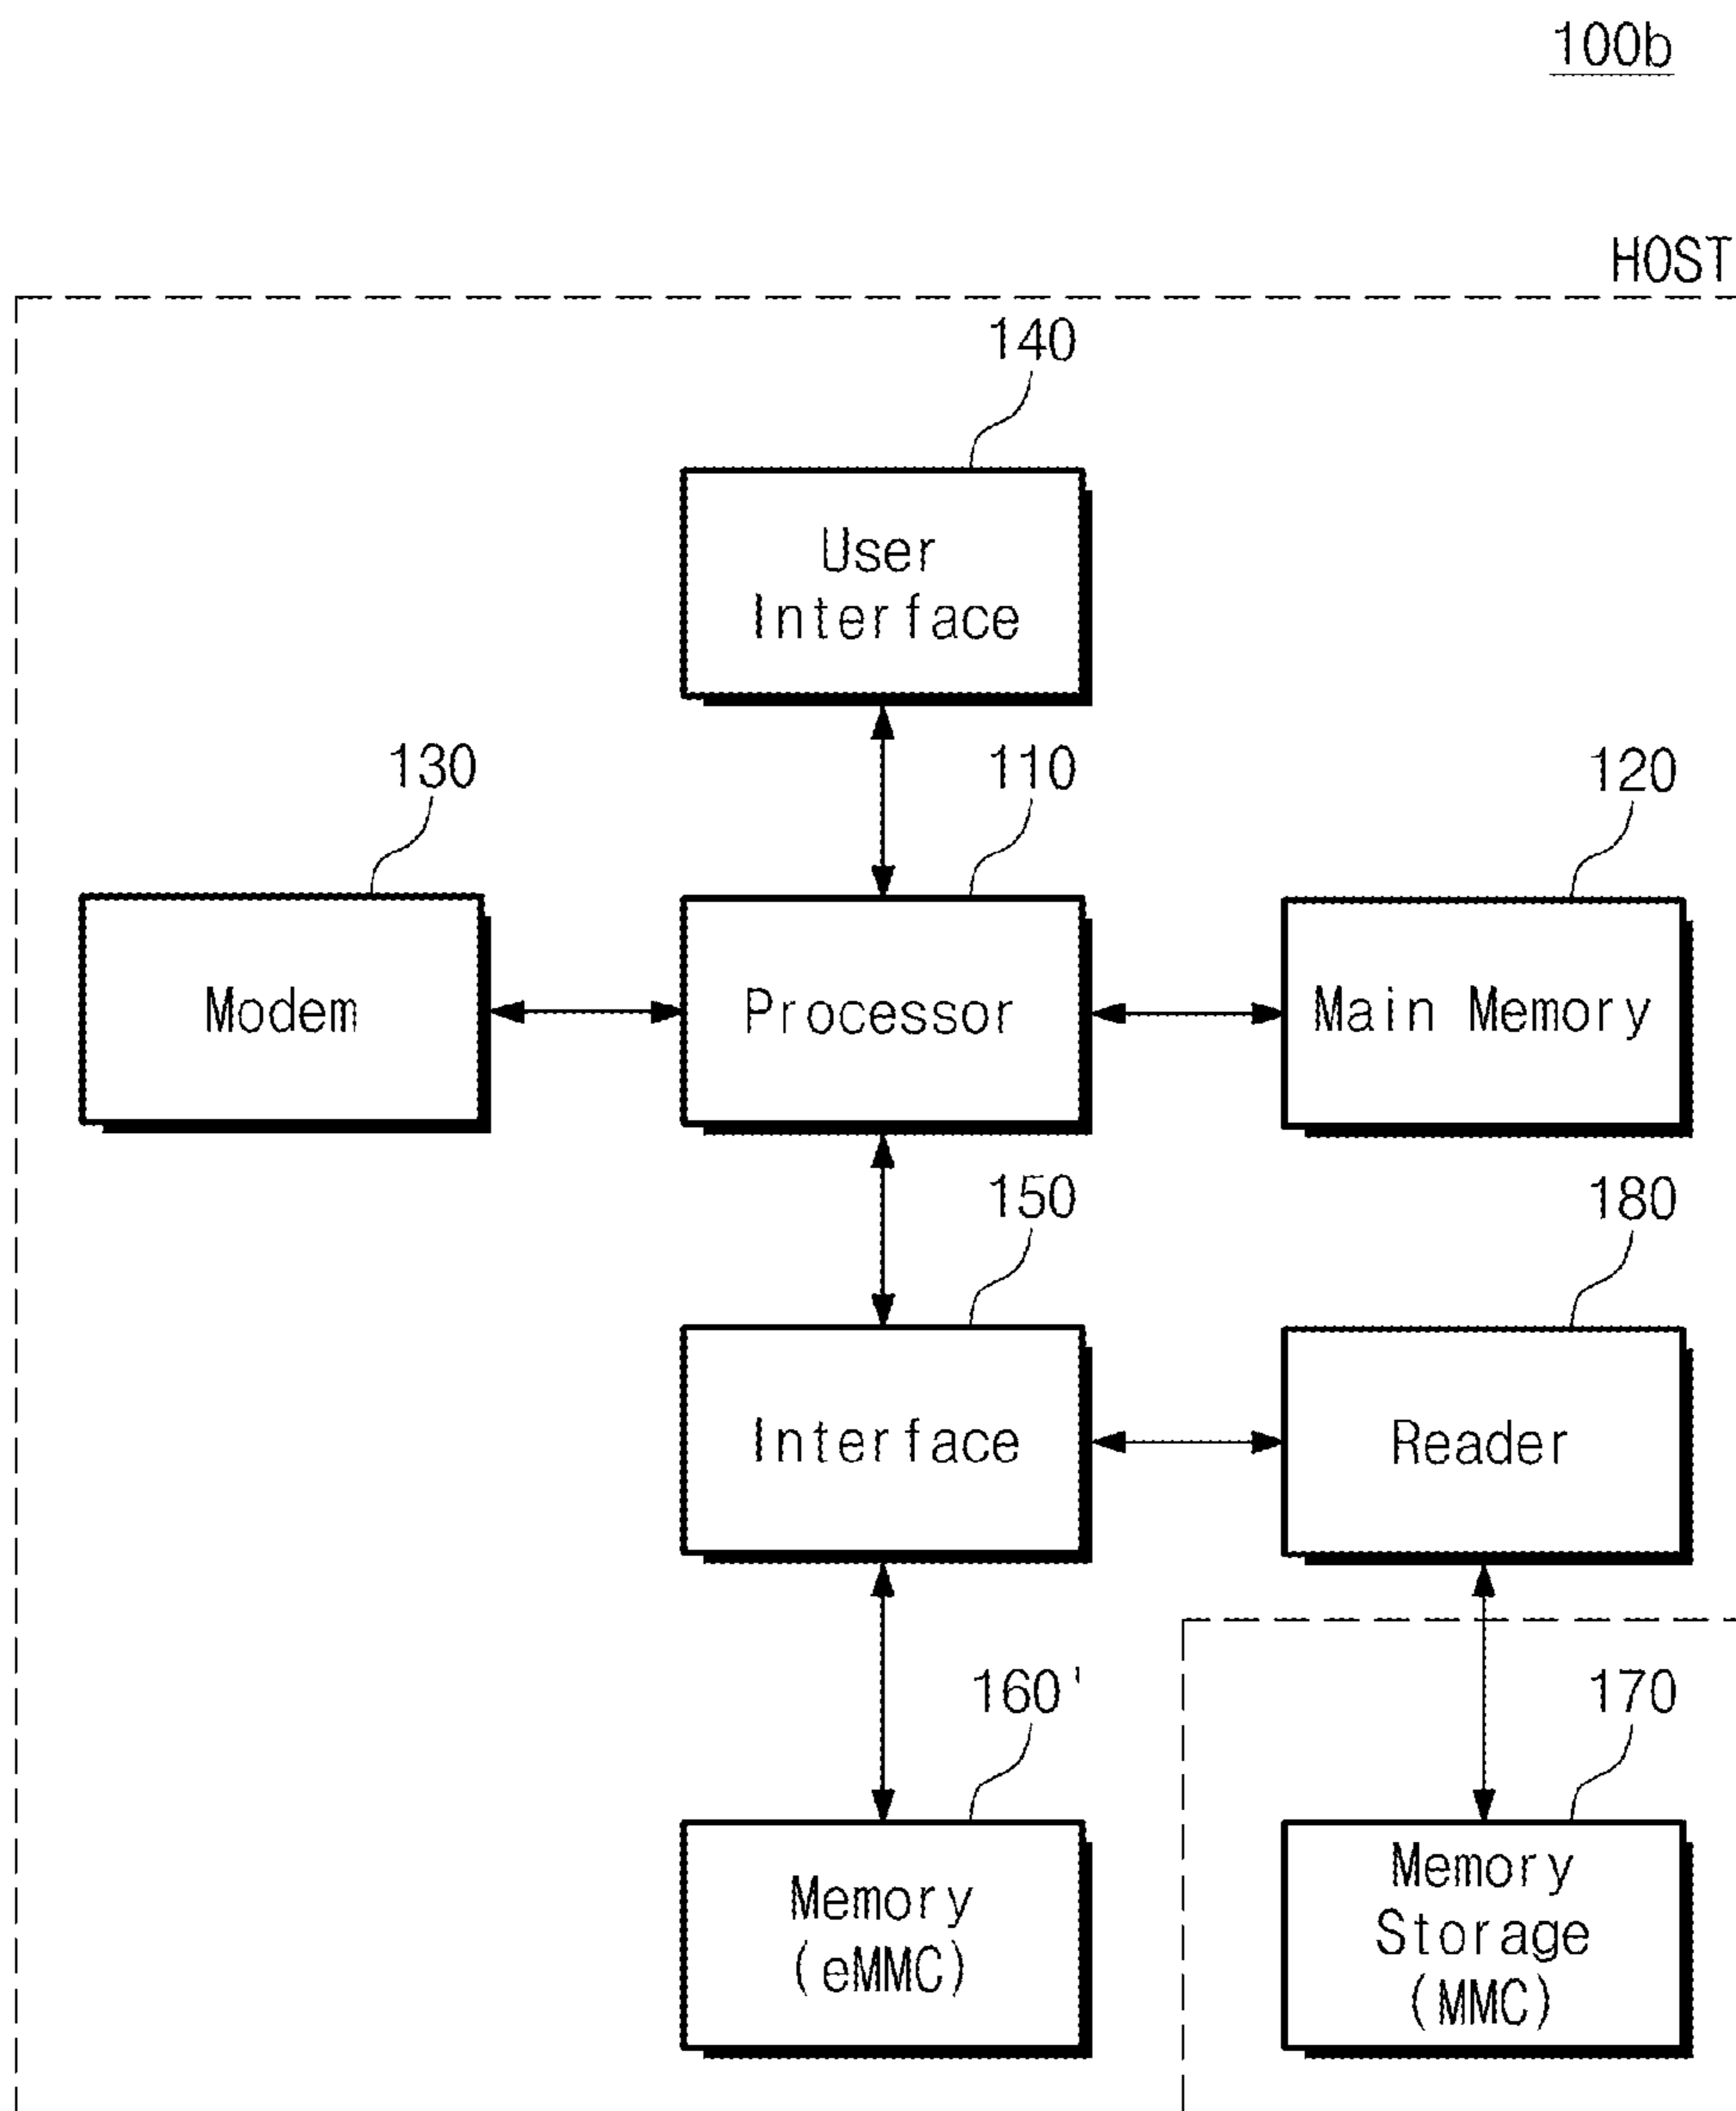 100b
HOST
140
User
Interface
130
110
120
Modem
Processor
Main Memory
150
180
Interface
Reader
160'
170
Memory
(eMMC)
Memory
Storage
(MMC)